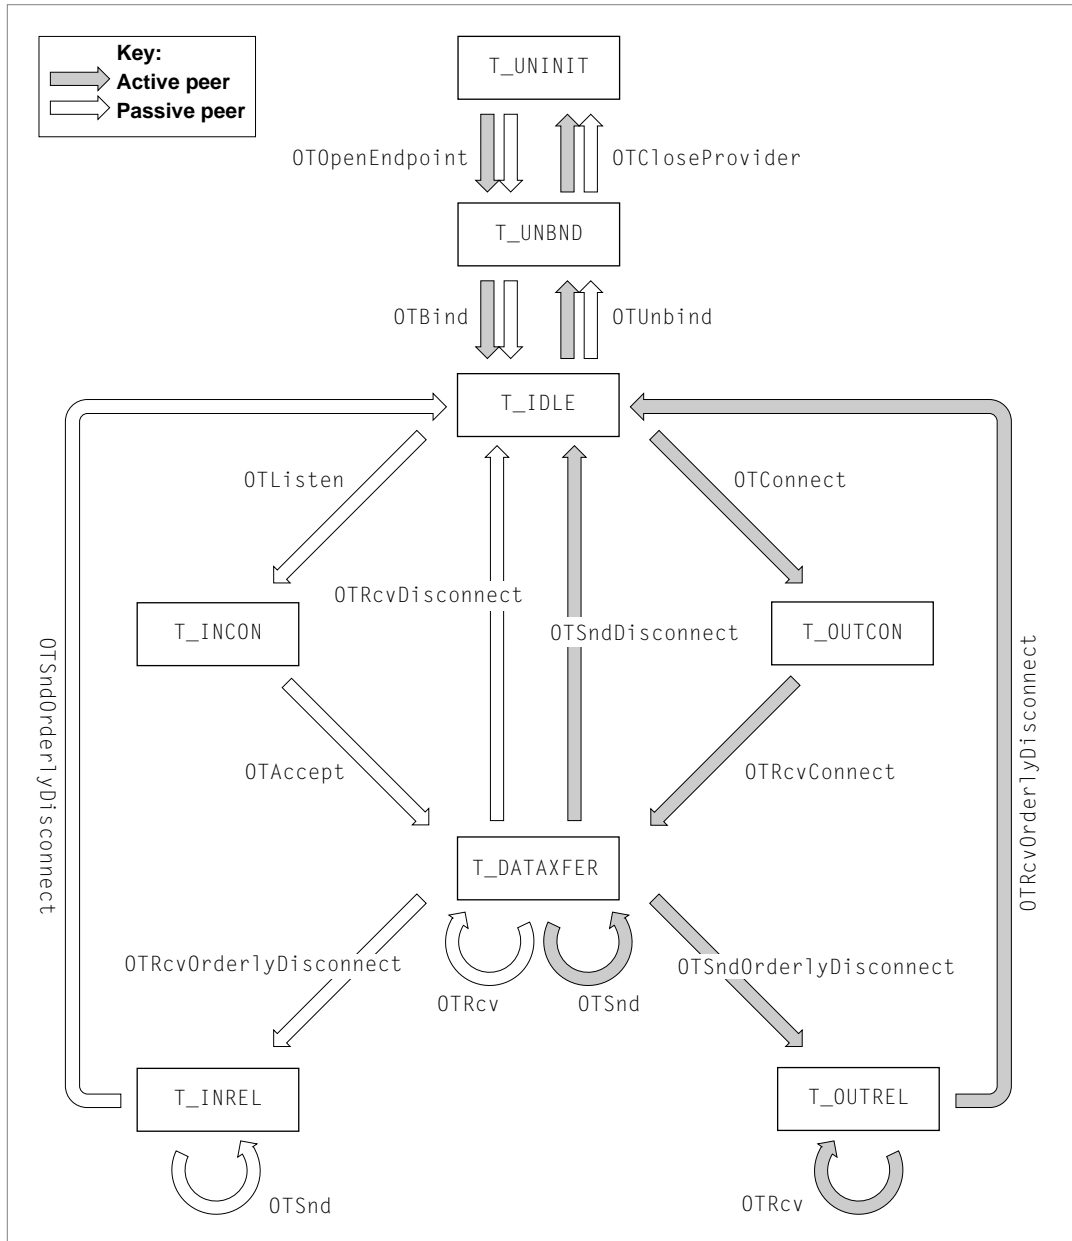 Key:
Active peer
Passive peer
T_UNINIT
OTOpenEndpoint
OTCloseProvider
T_UNBND
OTBind
OTUnbind
T_IDLE
OTListen
OTConnect
OTRcvDisconnect
OTSndDisconnect
T_INCON
T_OUTCON
OTSndOrderlyDisconnect
OTRcvOrderlyDisconnect
OTAccept
OTRcvConnect
T_DATAXFER
OTRcvOrderlyDisconnect
OTSndOrderlyDisconnect
OTRcv
OTSnd
T_INREL
T_OUTREL
OTSnd
OTRcv